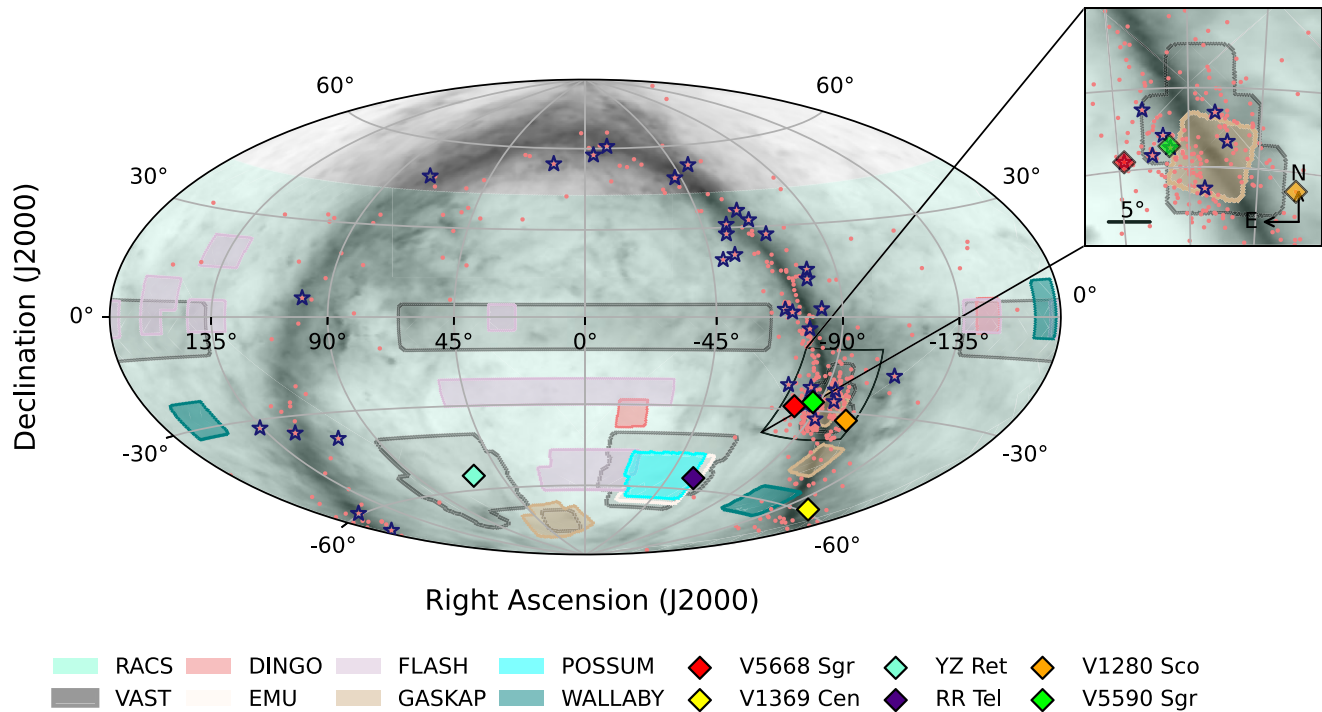 60° 60°
30° 30°
0° 0°
135° 90° 45° 0° -45° -90° -135°
-30° -30°
-60° -60°
Declination (J2000)
Right Ascension (J2000)
N
5° E
RACS DINGO FLASH POSSUM V5668 Sgr YZ Ret V1280 Sco
VAST EMU GASKAP WALLABY V1369 Cen RR Tel V5590 Sgr